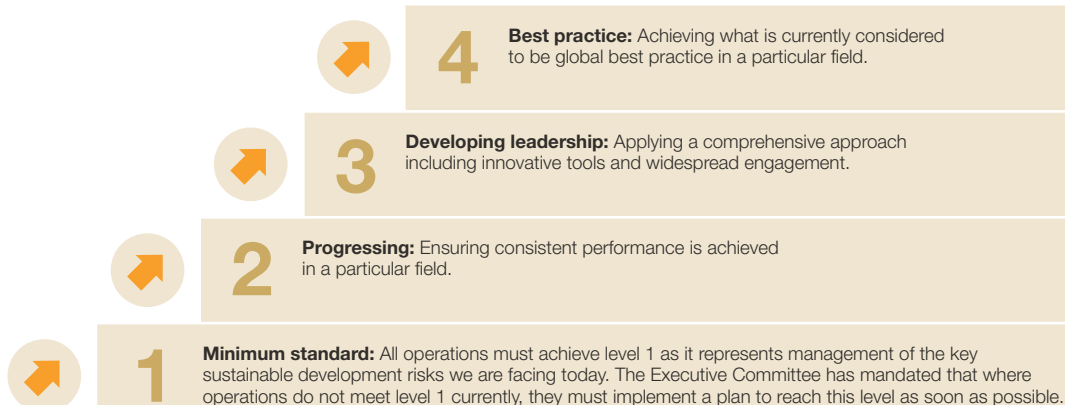 4
Best practice: Achieving what is currently considered
to be global best practice in a particular field.
3
Developing leadership: Applying a comprehensive approach
including innovative tools and widespread engagement.
2
Progressing: Ensuring consistent performance is achieved
in a particular field.
1
Minimum standard: All operations must achieve level 1 as it represents management of the key
sustainable development risks we are facing today. The Executive Committee has mandated that where
operations do not meet level 1 currently, they must implement a plan to reach this level as soon as possible.